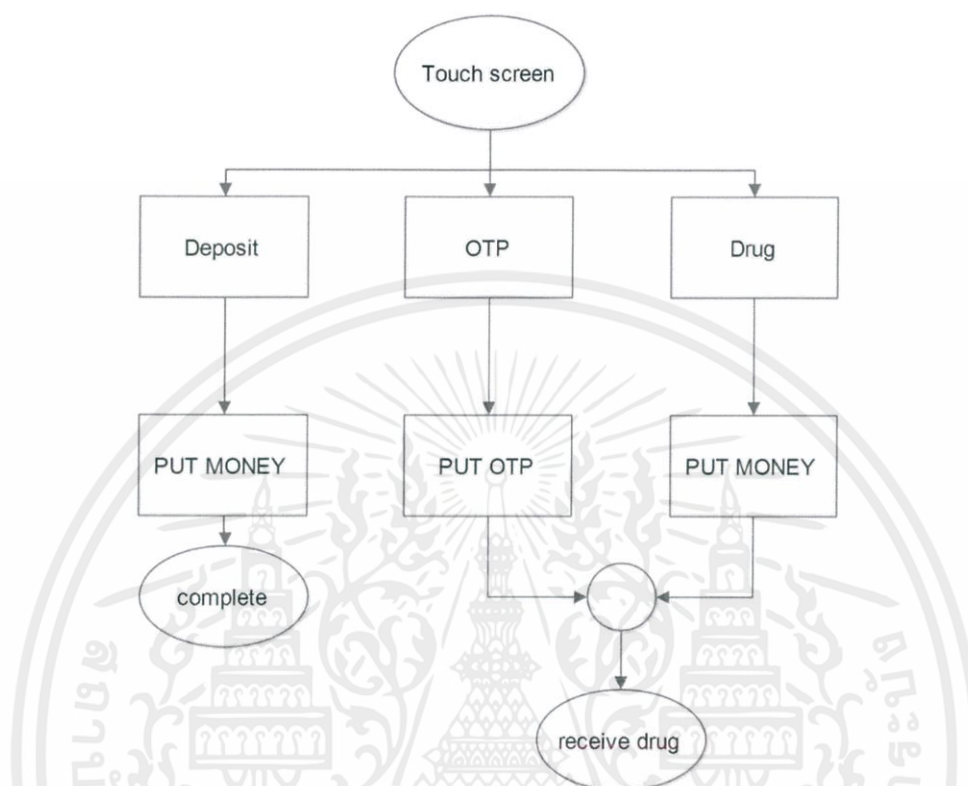 Touch screen
Deposit
OTP
Drug
PUT MONEY
PUT OTP
PUT MONEY
complete
receive drug